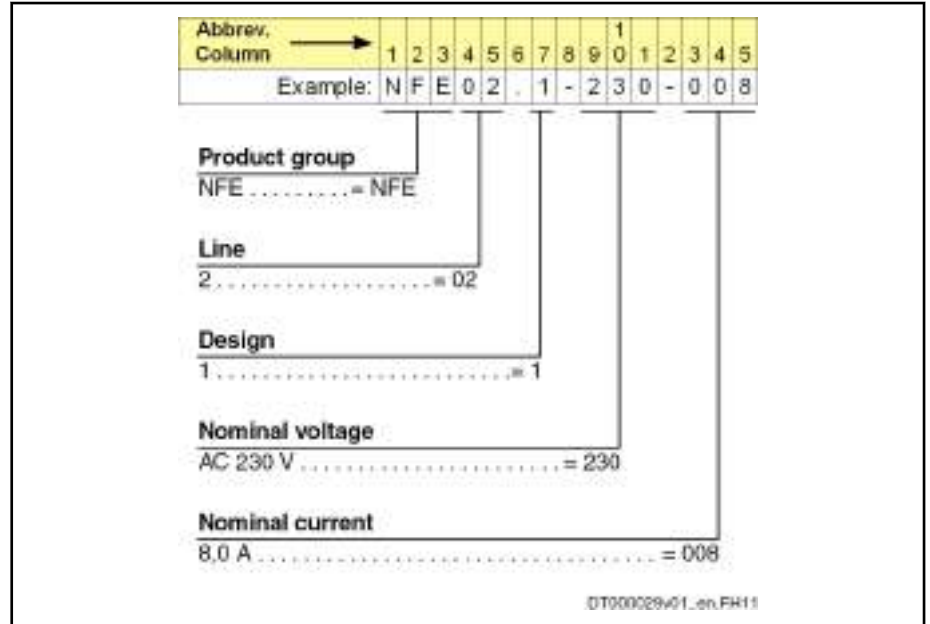 Abbrev. 1
Column 1 2 3 4 5 6 7 8 9 0 1 2 3 4 5
Example: N F E 0 2 . 1 - 2 3 0 - 0 0 8
Product group
NFE . . . . . . . . . = NFE
Line
2 . . . . . . . . . . . . . . . . . . . = 02
Design
1 . . . . . . . . . . . . . . . . . . . . . . . . . . = 1
Nominal voltage
AC 230 V . . . . . . . . . . . . . . . . . . . . . . . = 230
Nominal current
8,0 A . . . . . . . . . . . . . . . . . . . . . . . . . . . . . . . . . . . = 008
DT000029v01_en.FH11